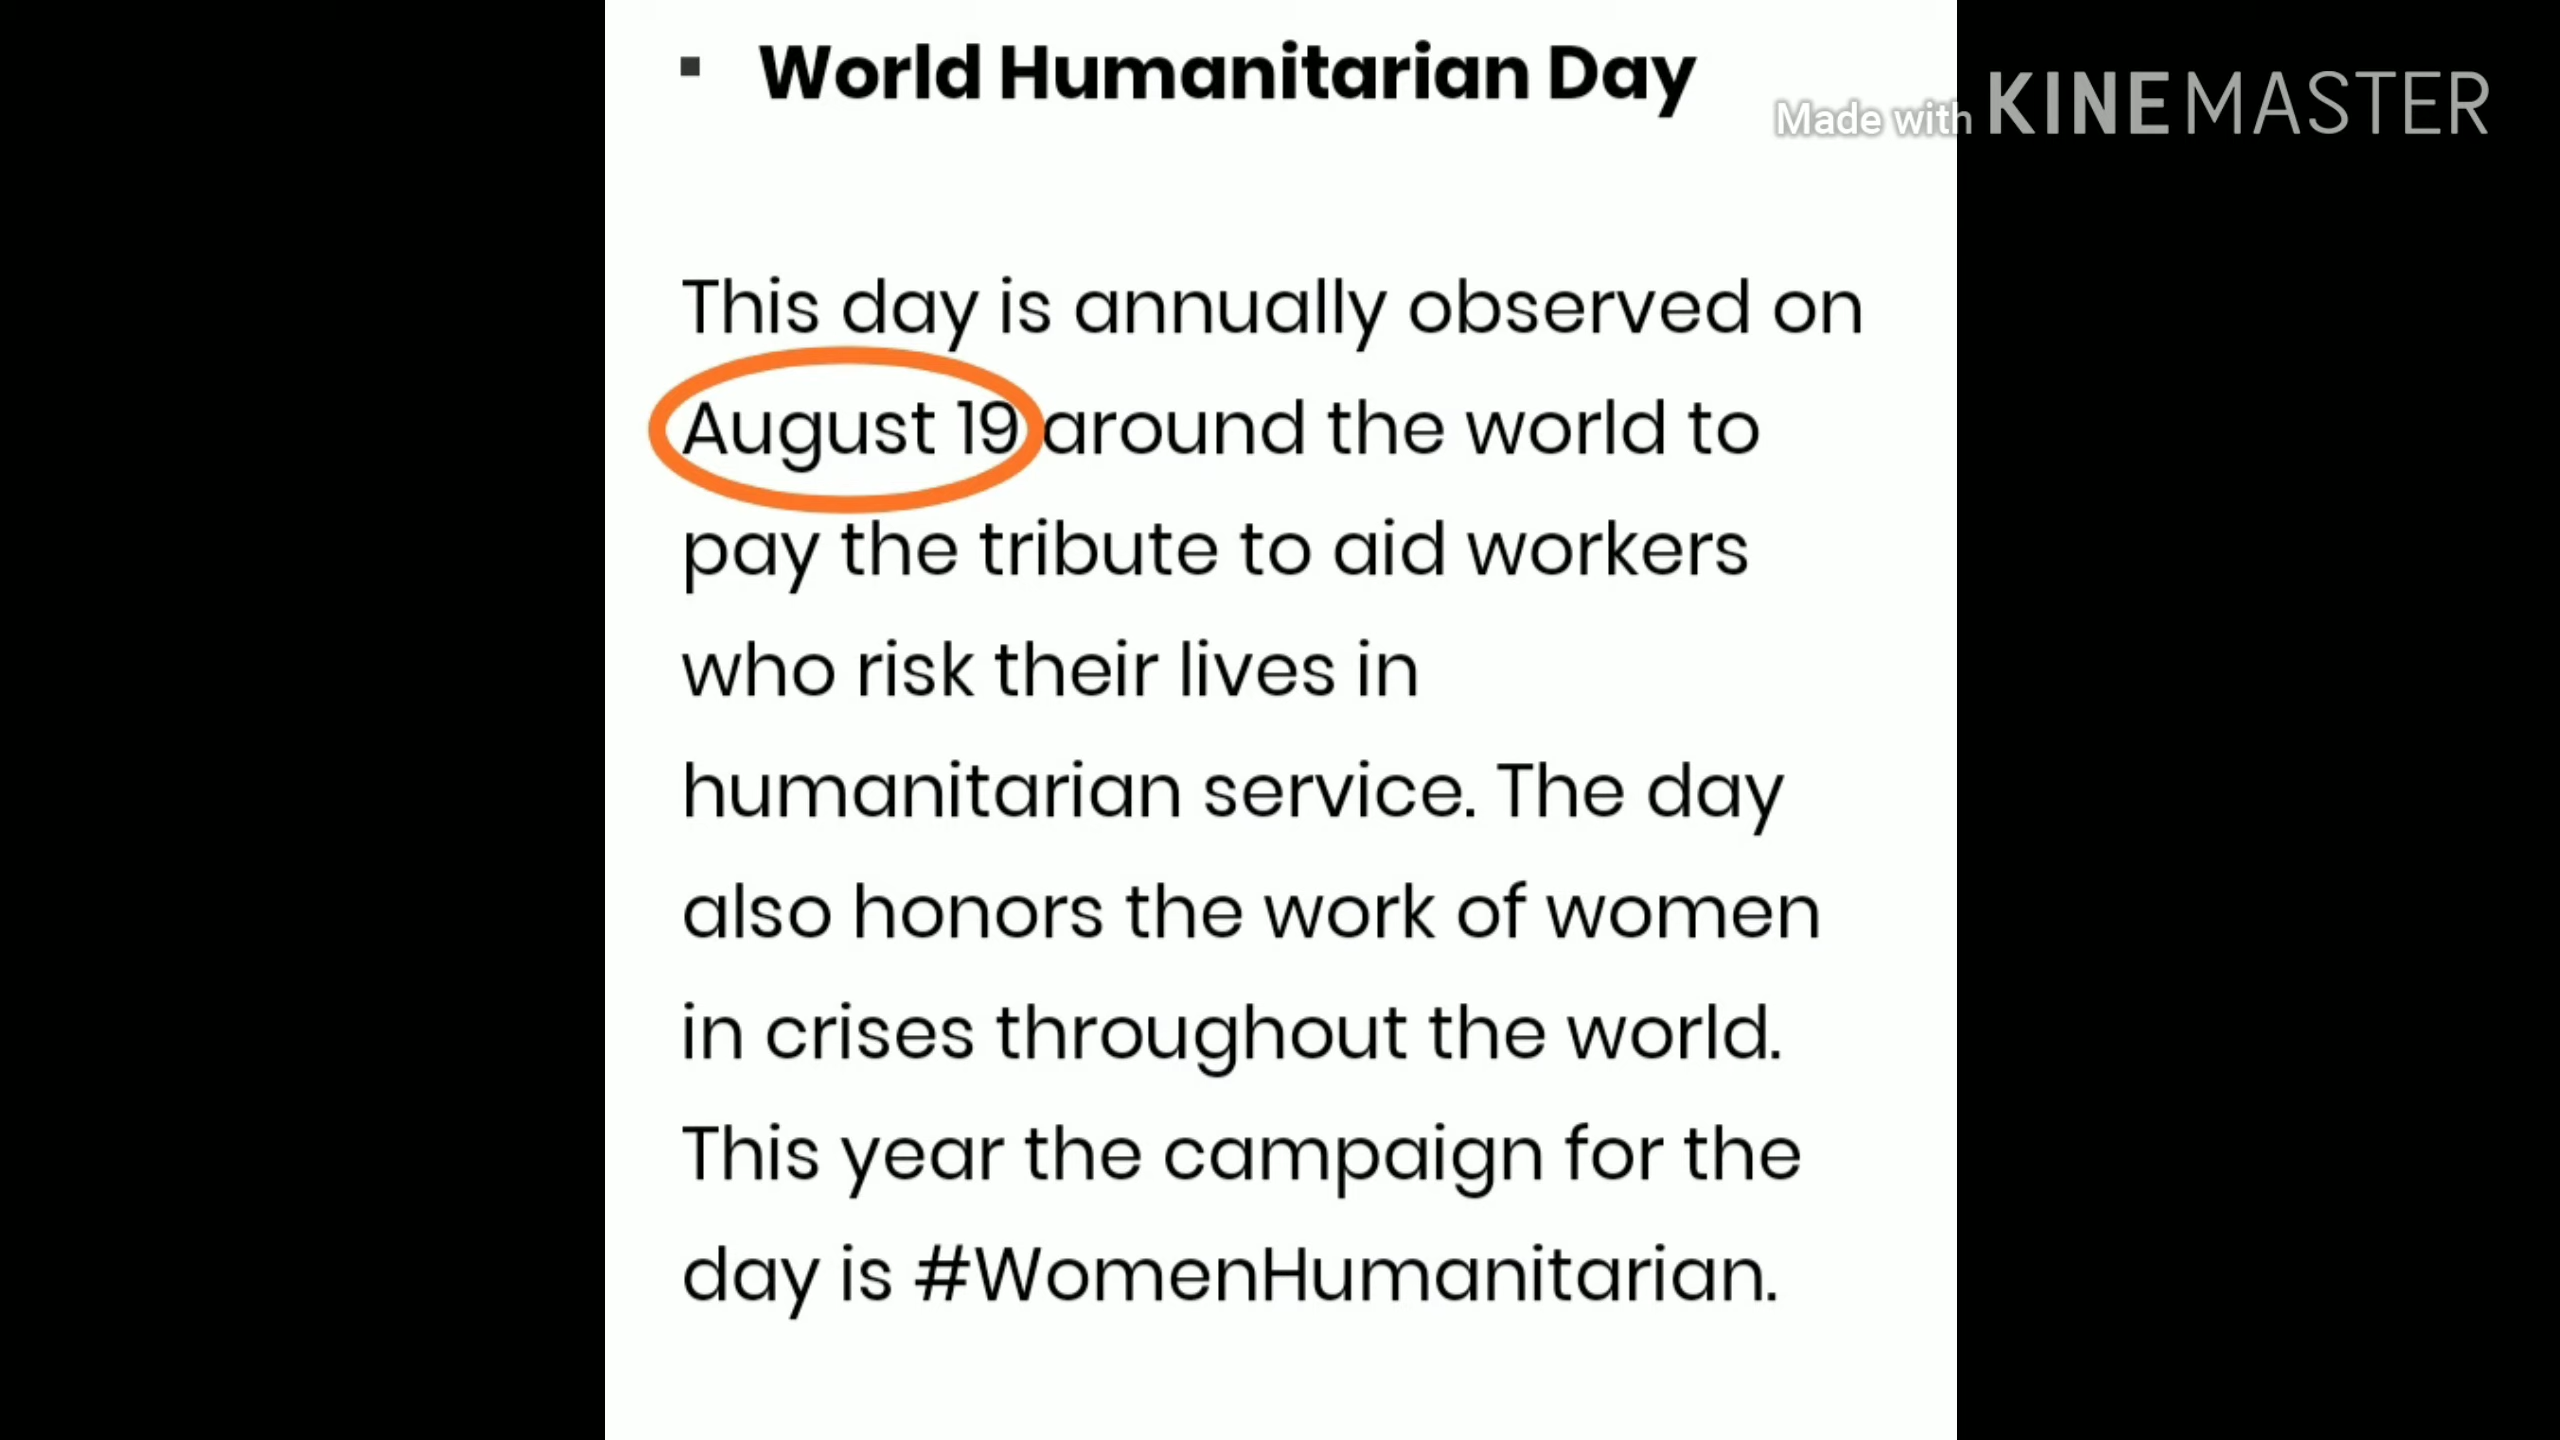 ▪ World Humanitarian Day
Made with KINEMASTER
This day is annually observed on
August 19 around the world to
pay the tribute to aid workers
who risk their lives in
humanitarian service. The day
also honors the work of women
in crises throughout the world.
This year the campaign for the
day is #WomenHumanitarian.